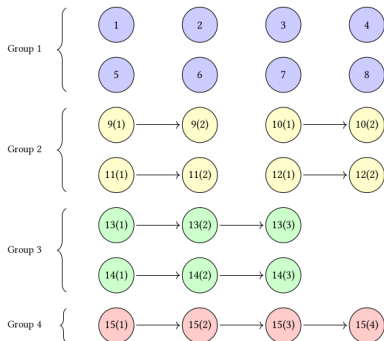 1 2 3 4
Group 1
5 6 7 8
9(1) 9(2) 10(1) 10(2)
Group 2
11(1) 11(2) 12(1) 12(2)
13(1) 13(2) 13(3)
Group 3
14(1) 14(2) 14(3)
Group 4 15(1) 15(2) 15(3) 15(4)